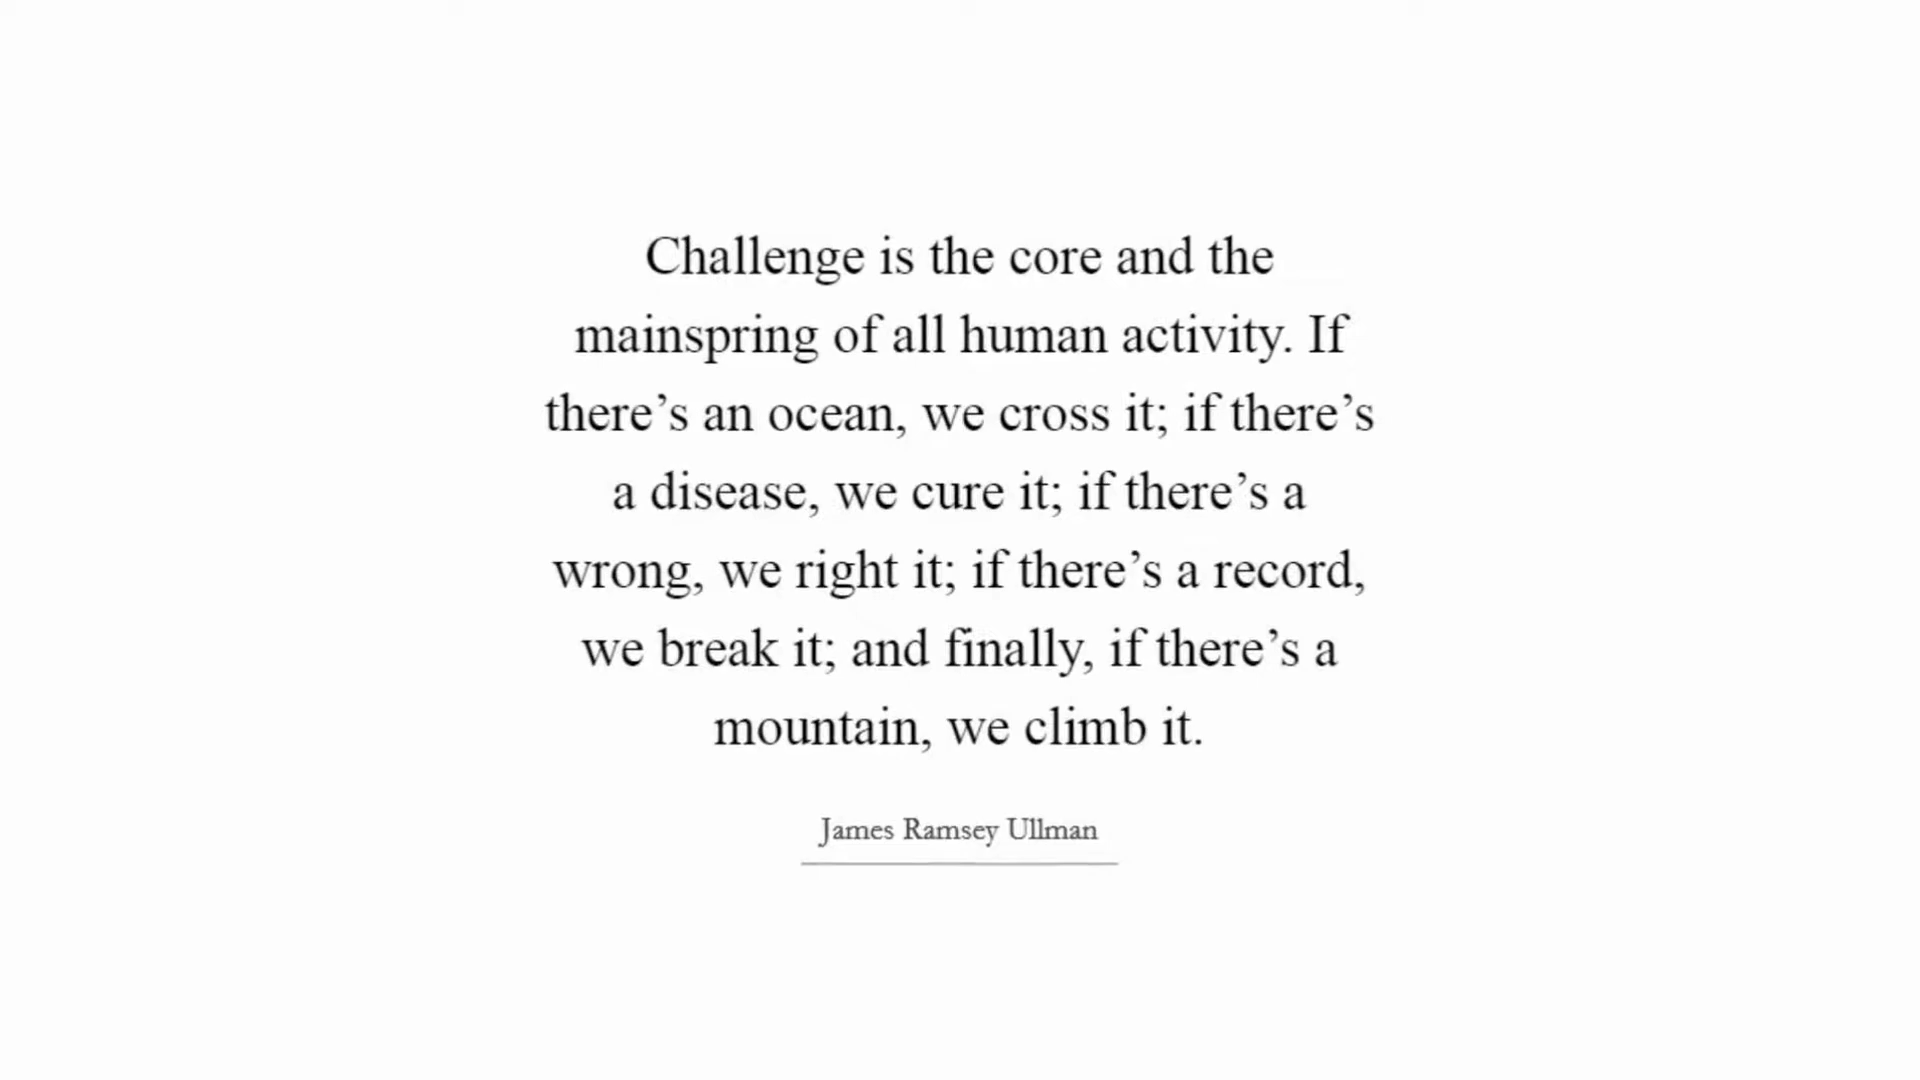 Challenge is the core and the
mainspring of all human activity. If
there’s an ocean, we cross it; if there’s
a disease, we cure it; if there’s a
wrong, we right it; if there’s a record,
we break it; and finally, if there’s a
mountain, we climb it.
James Ramsey Ullman